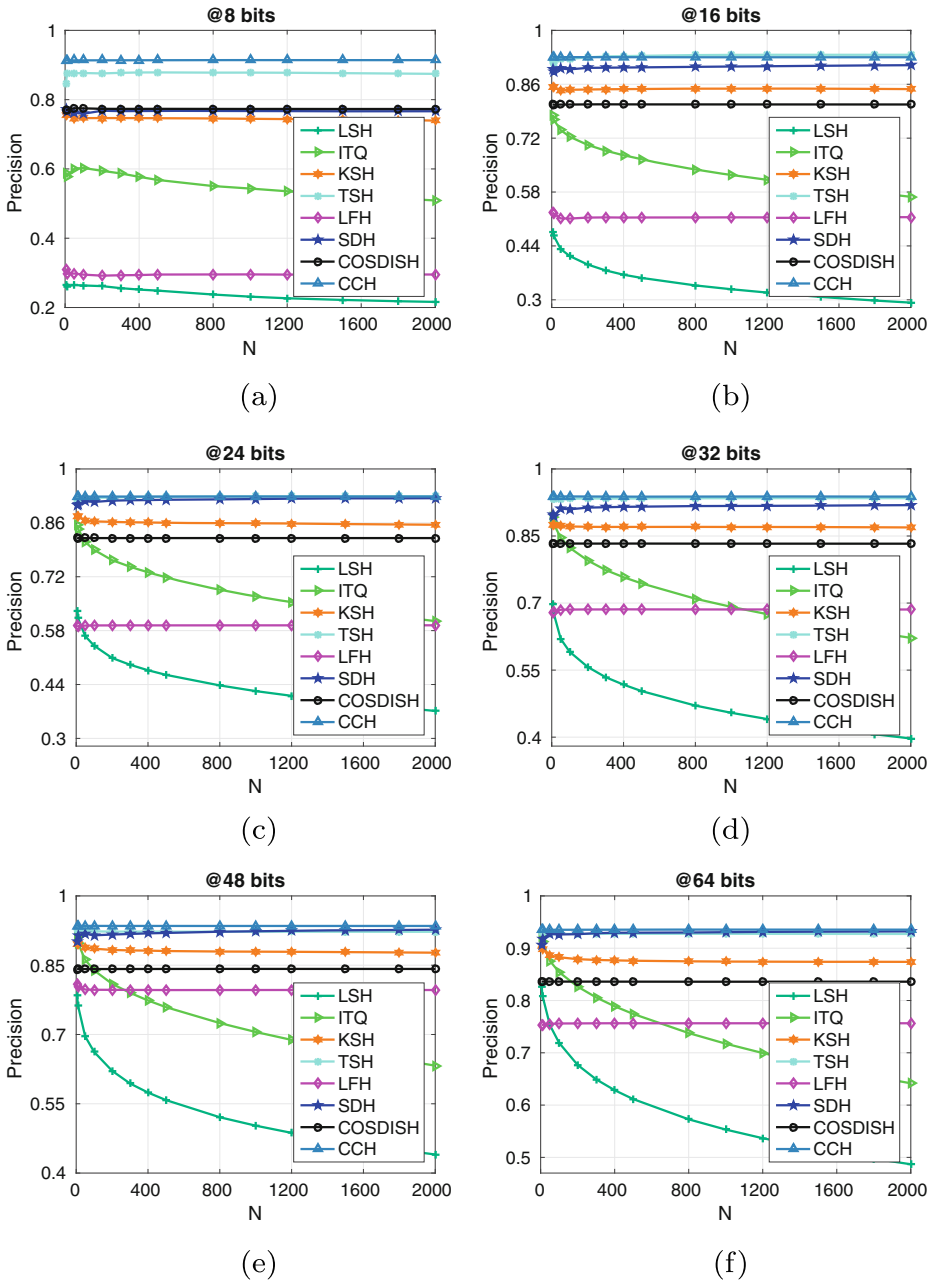 @8 bits
1
0.8
0.6
0.4
0.2
Precision
0 400 800 1200 1600 2000
N
LSH
ITQ
KSH
TSH
LFH
SDH
COSDISH
CCH
(a)
@16 bits
1
0.86
0.72
0.58
0.44
0.3
Precision
0 400 800 1200 1600 2000
N
LSH
ITQ
KSH
TSH
LFH
SDH
COSDISH
CCH
(b)
@24 bits
1
0.86
0.72
0.58
0.44
0.3
Precision
0 400 800 1200 1600 2000
N
LSH
ITQ
KSH
TSH
LFH
SDH
COSDISH
CCH
(c)
@32 bits
1
0.85
0.7
0.55
0.4
Precision
0 400 800 1200 1600 2000
N
LSH
ITQ
KSH
TSH
LFH
SDH
COSDISH
CCH
(d)
@48 bits
1
0.85
0.7
0.55
0.4
Precision
0 400 800 1200 1600 2000
N
LSH
ITQ
KSH
TSH
LFH
SDH
COSDISH
CCH
(e)
@64 bits
1
0.9
0.8
0.7
0.6
0.5
Precision
0 400 800 1200 1600 2000
N
LSH
ITQ
KSH
TSH
LFH
SDH
COSDISH
CCH
(f)